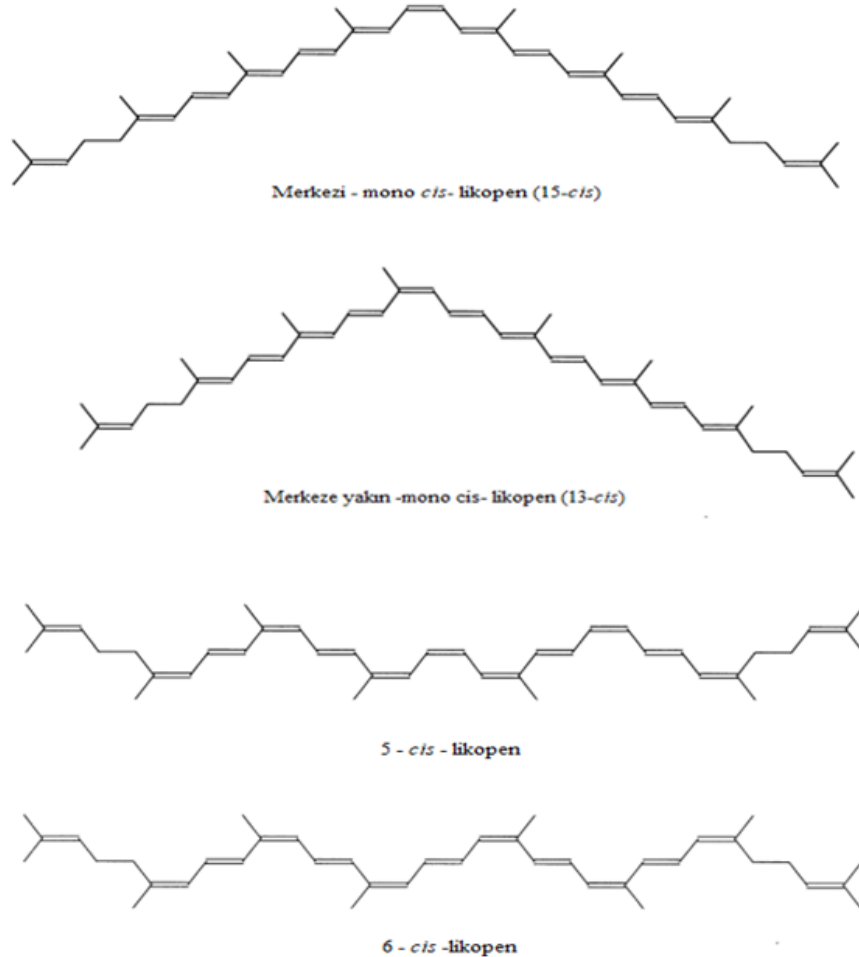 Merkezi - mono cis- likopen (15-cis)
Merkeze yakın -mono cis- likopen (13-cis)
5 - cis - likopen
6 - cis -likopen